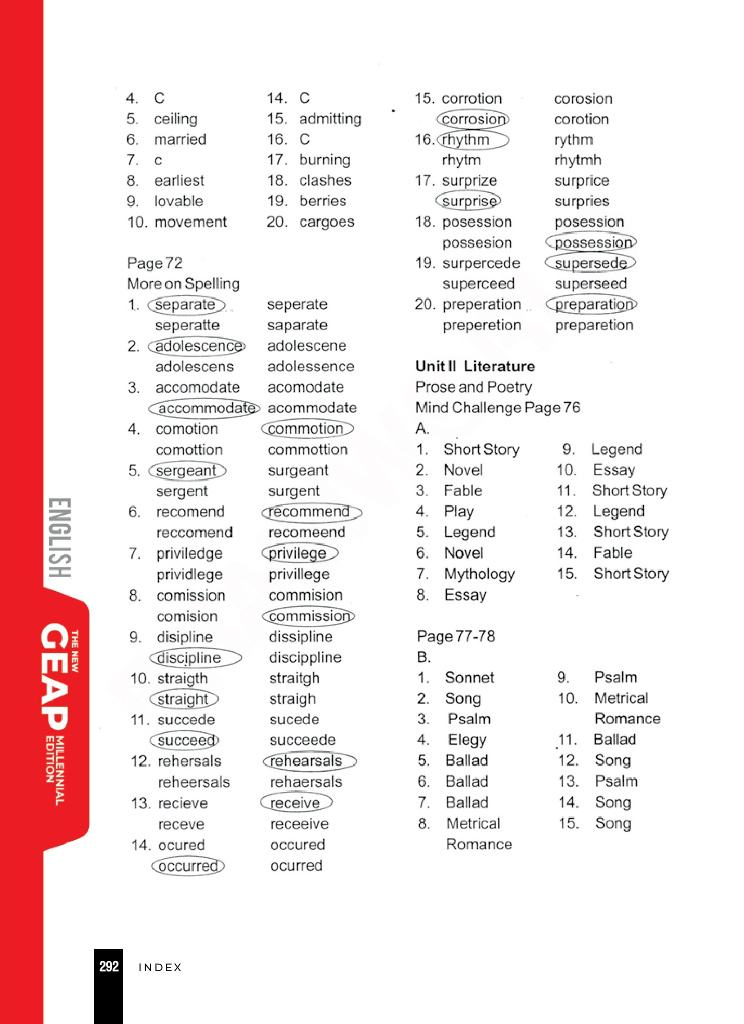 4. C 14. C
5. ceiling 15. admitting
6. married 16. C
7. c 17. burning
8. earliest 18. clashes
9. lovable 19. berries
10. movement 20. cargoes
Page 72
More on Spelling
1. separate seperate
seperatte saparate
2. adolescence adolescene
adolescens adolessence
3. accomodate acomodate
accommodate acommodate
4. comotion commotion
comottion commottion
5. sergeant surgeant
sergent surgent
6. recomend recommend
reccomend recomeend
7. priviledge privilege
prividlege privillege
8. comission commision
comision commission
9. disipline dissipline
discipline discippline
10. straigth straitgh
straight straigh
11. succede sucede
succeed succeede
12. rehersals rehearsals
reheersals rehaersals
13. recieve receive
receve receeive
14. ocured occured
occurred ocurred
15. corrotion corosion
corrosion corotion
16. rhythm rythm
rhytm rhytmh
17. surprize surprice
surprise surpries
18. posession posession
possesion possession
19. surpercede supersede
superceed superseed
20. preperation preparation
preperetion preparetion
Unit II Literature
Prose and Poetry
Mind Challenge Page 76
A.
1. Short Story 9. Legend
2. Novel 10. Essay
3. Fable 11. Short Story
4. Play 12. Legend
5. Legend 13. Short Story
6. Novel 14. Fable
7. Mythology 15. Short Story
8. Essay
Page 77-78
B.
1. Sonnet 9. Psalm
2. Song 10. Metrical
3. Psalm Romance
4. Elegy 11. Ballad
5. Ballad 12. Song
6. Ballad 13. Psalm
7. Ballad 14. Song
8. Metrical 15. Song
Romance
ENGLISH
THE NEW
GEAP
MILLENNIAL
EDITION
292 INDEX